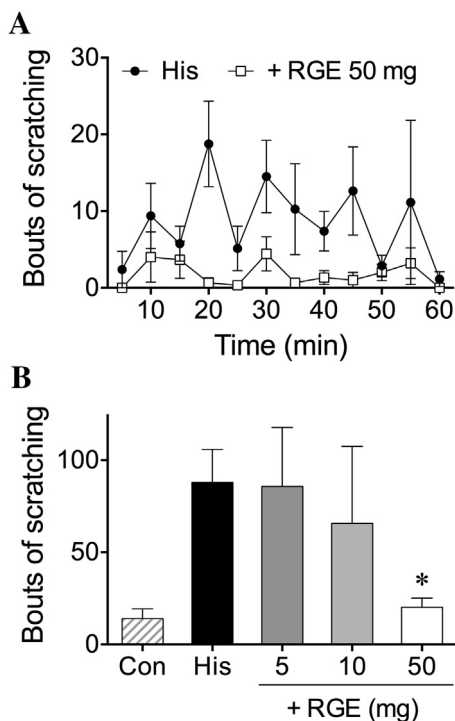 A
30
His
+ RGE 50 mg
20
10
0
Bouts of scratching
10 20 30 40 50 60
Time (min)
B
100
50
0
Bouts of scratching
*
Con His 5 10 50
+ RGE (mg)